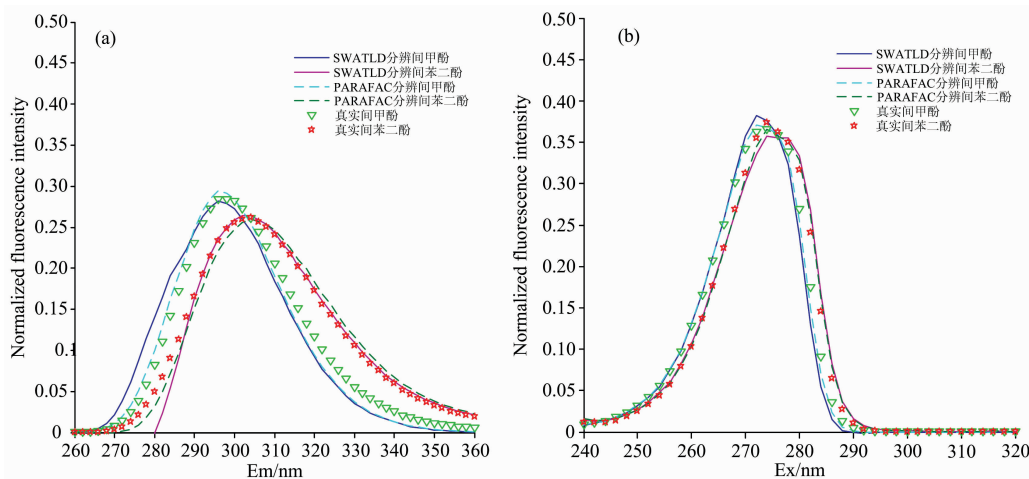 (a)
SWATLD分辨间甲酚
SWATLD分辨间苯二酚
PARAFAC分辨间甲酚
PARAFAC分辨间苯二酚
真实间甲酚
真实间苯二酚
Normalized fluorescence intensity
0.50
0.45
0.40
0.35
0.30
0.25
0.20
0.15
0.1
0.05
0
260 270 280 290 300 310 320 330 340 350 360
Em/nm
(b)
SWATLD分辨间甲酚
SWATLD分辨间苯二酚
PARAFAC分辨间甲酚
PARAFAC分辨间苯二酚
真实间甲酚
真实间苯二酚
Normalized fluorescence intensity
0.50
0.45
0.40
0.35
0.30
0.25
0.20
0.15
0.1
0.05
0
240 250 260 270 280 290 300 310 320
Ex/nm